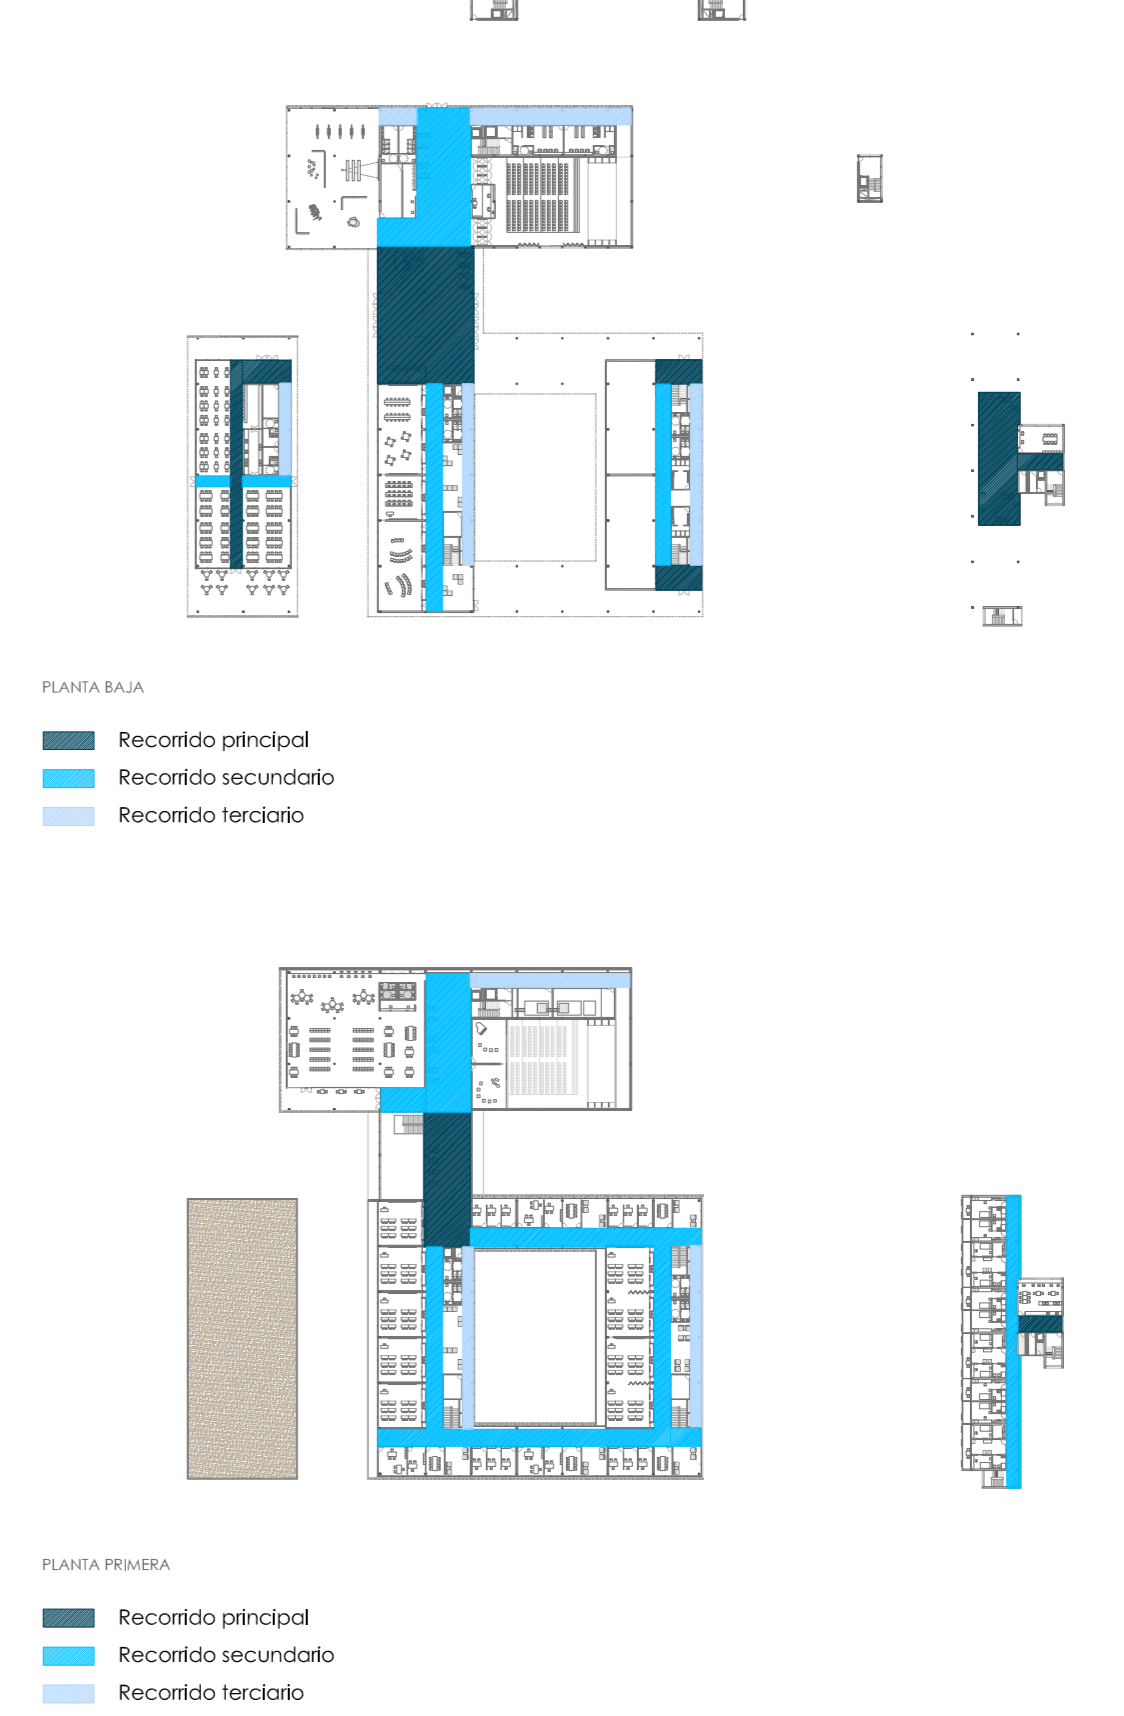 PLANTA BAJA
Recorrido principal
Recorrido secundario
Recorrido terciario
PLANTA PRIMERA
Recorrido principal
Recorrido secundario
Recorrido terciario